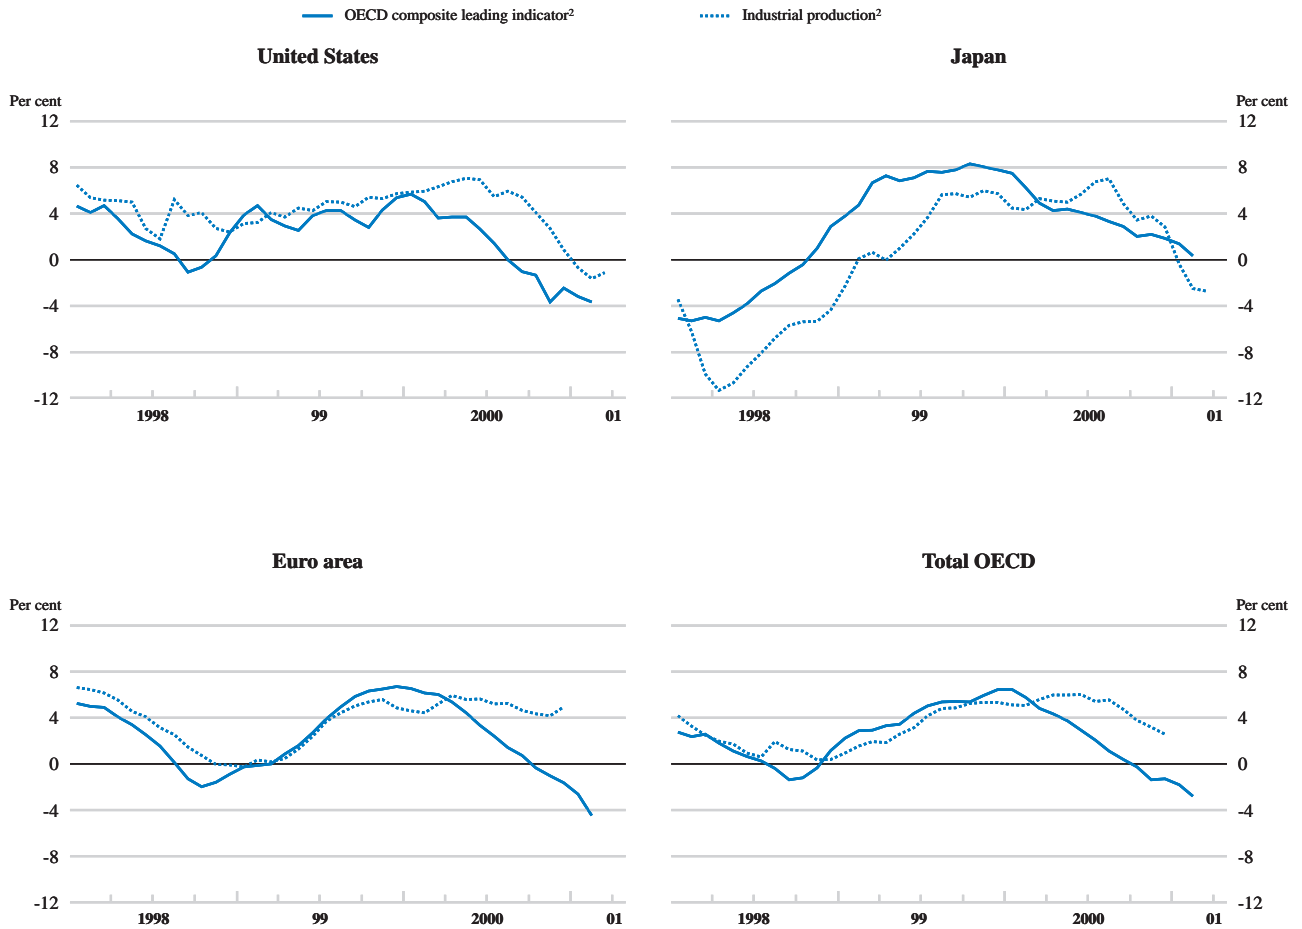 OECD composite leading indicator² Industrial production²
United States Japan
Per cent Per cent
12 12
8 8
4 4
0 0
-4 -4
-8 -8
-12 -12
1998 99 2000 01 1998 99 2000 01
Euro area Total OECD
Per cent Per cent
12 12
8 8
4 4
0 0
-4 -4
-8 -8
-12 -12
1998 99 2000 01 1998 99 2000 01